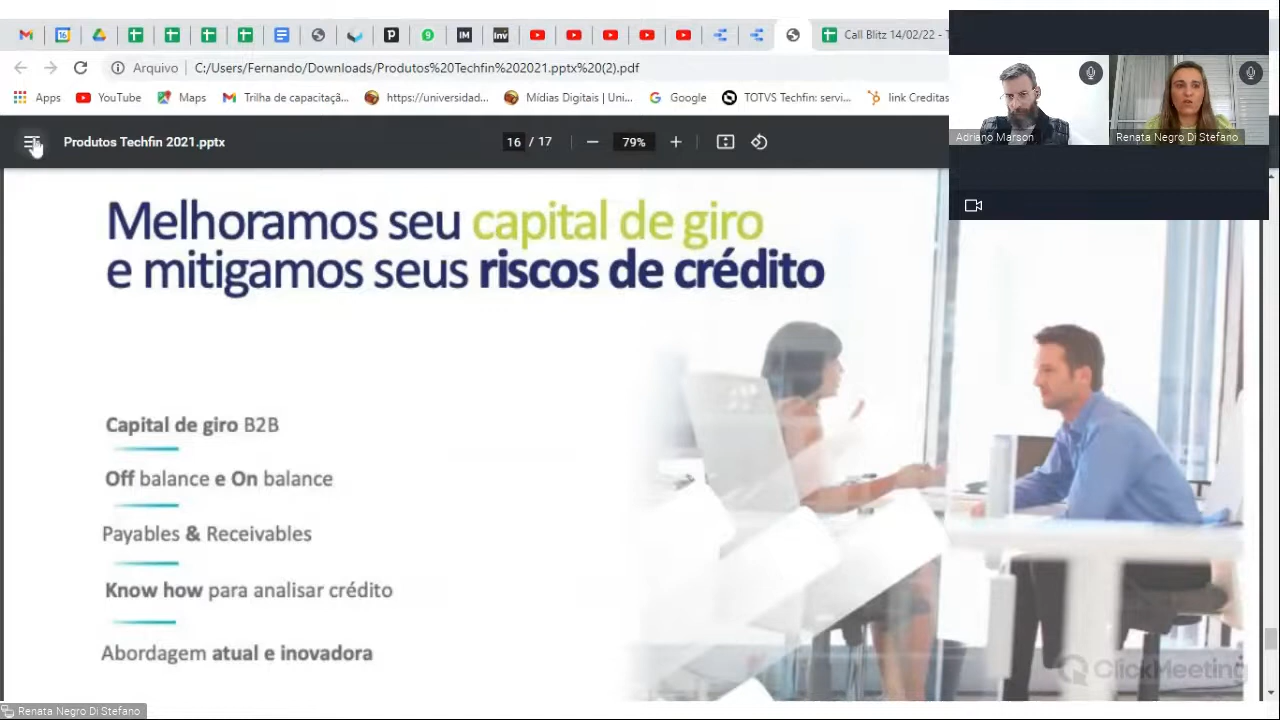 Call Blitz 14/02/22 - T
Arquivo
C:/Users/Fernando/Downloads/Produtos%20Techfin%202021.pptx%20(2).pdf
Apps
YouTube
Maps
Trilha de capacitaçã...
https://universidad...
Mídias Digitais | Uni...
Google
TOTVS Techfin: servi...
link Creditas
Adriano Marson
Renata Negro Di Stefano
Produtos Techfin 2021.pptx
16 / 17
79%
Melhoramos seu capital de giro
e mitigamos seus riscos de crédito
Capital de giro B2B
Off balance e On balance
Payables & Receivables
Know how para analisar crédito
Abordagem atual e inovadora
ClickMeeting
Renata Negro Di Stefano